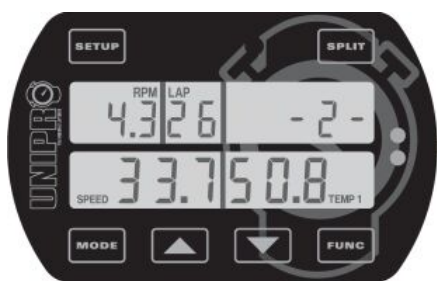 SETUP SPLIT
RPM LAP
4.3 26 -2-
SPEED 33.7 50.8 TEMP 1
UNIPRO
MODE FUNC